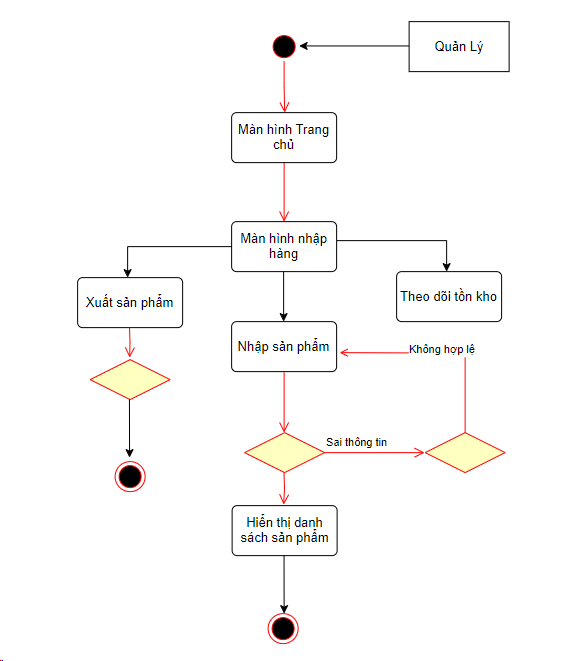 Quản Lý
Màn hình Trang
chủ
Màn hình nhập
hàng
Xuất sản phẩm
Theo dõi tồn kho
Nhập sản phẩm
Không hợp lệ
Sai thông tin
Hiển thị danh
sách sản phẩm